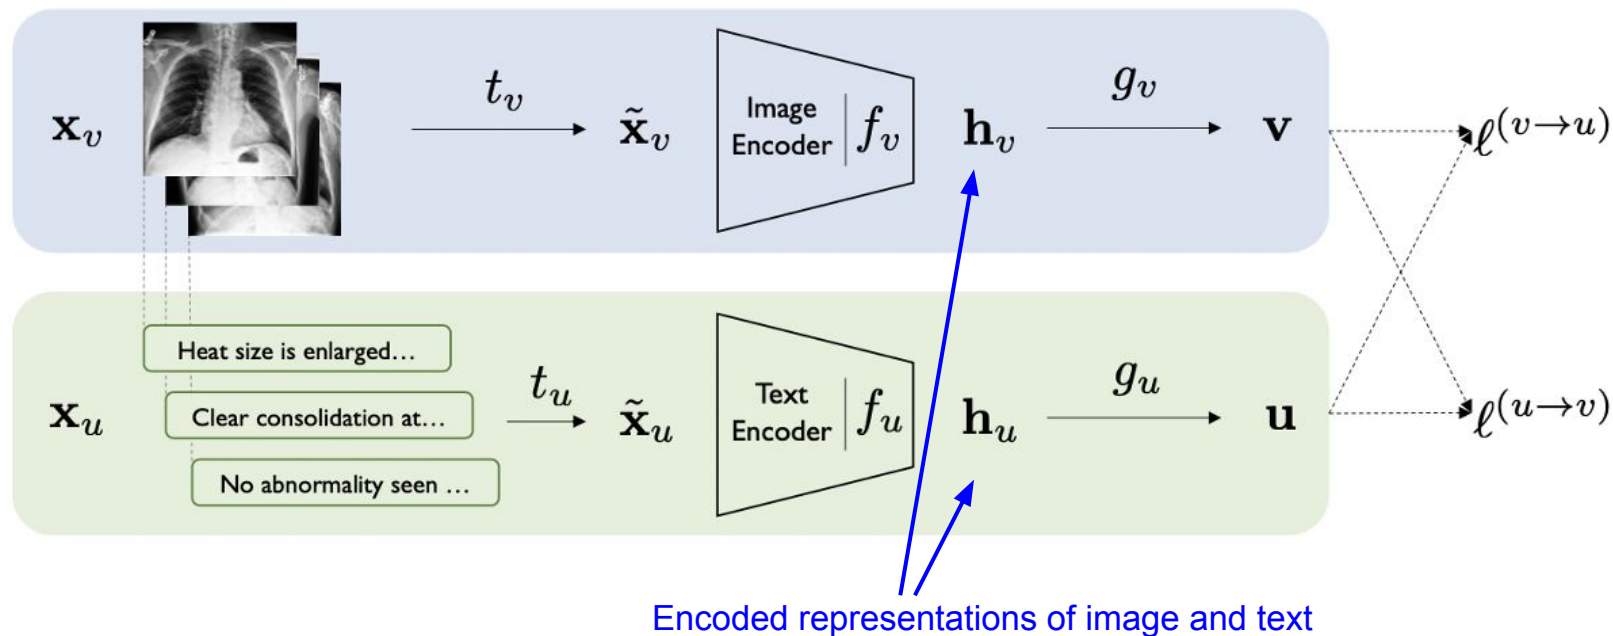 x_v
t_v
x̃_v
Image
Encoder
f_v
h_v
g_v
v
ℓ^(v→u)
Heat size is enlarged…
x_u
Clear consolidation at…
No abnormality seen …
t_u
x̃_u
Text
Encoder
f_u
h_u
g_u
u
ℓ^(u→v)
Encoded representations of image and text